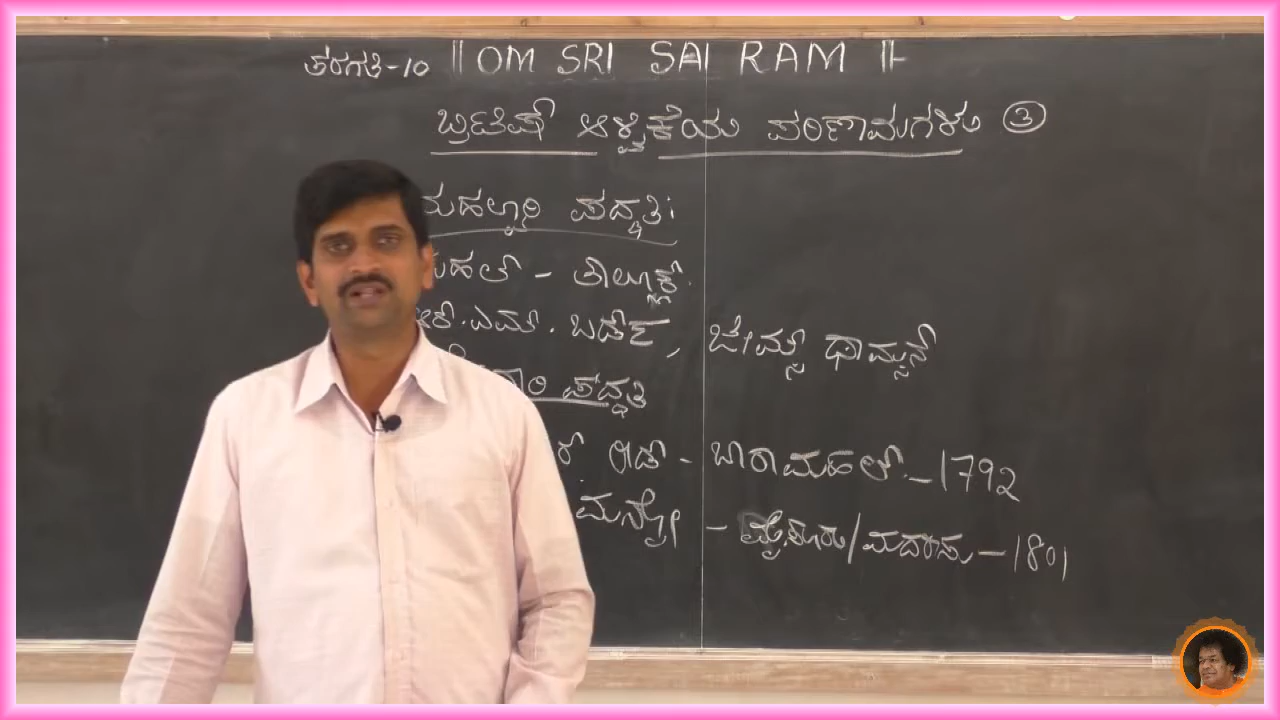 ತರಗತಿ-10 || OM SRI SAI RAM ||
ಬ್ರಿಟಿಷ್ ಆಳ್ವಿಕೆಯ ಪರಿಣಾಮಗಳು ③
ಮಹಲ್ವಾರಿ ಪದ್ಧತಿ:
ಮಹಲ್ - ತಾಲ್ಲೂಕ್.
ಆರ್.ಎಮ್. ಬರ್ಡ್, ಜೇಮ್ಸ್ ಥಾಮ್ಸನ್
ವಾರಿ ಪದ್ಧತಿ
ರೀಡ್ - ಬಾರಾಮಹಲ್ - 1792
ಮನ್ರೋ - ಮೈಸೂರು/ಮದರಾಸು - 1801